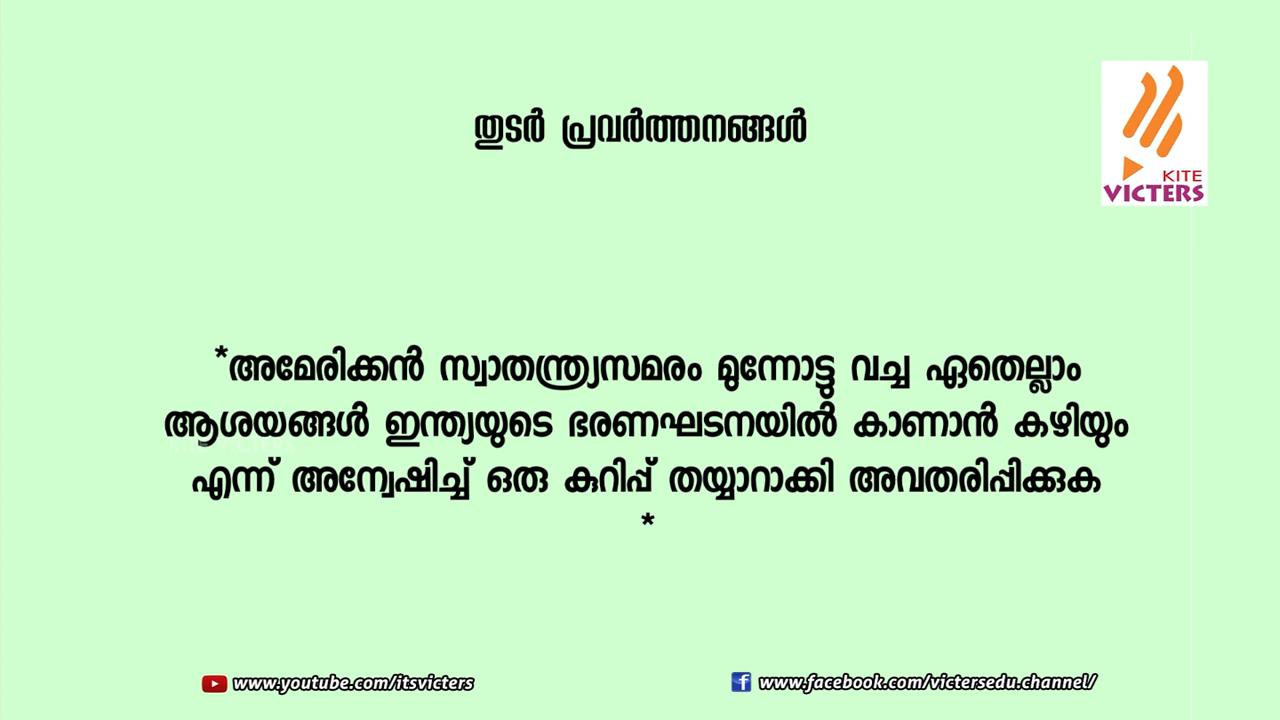 തുടർ പ്രവർത്തനങ്ങൾ
KITE
VICTERS
*അമേരിക്കൻ സ്വാതന്ത്ര്യസമരം മുന്നോട്ടു വച്ച ഏതെല്ലാം
ആശയങ്ങൾ ഇന്ത്യയുടെ ഭരണഘടനയിൽ കാണാൻ കഴിയും
എന്ന് അന്വേഷിച്ച് ഒരു കുറിപ്പ് തയ്യാറാക്കി അവതരിപ്പിക്കുക
*
www.youtube.com/itsvicters
www.facebook.com/victersedu.channel/